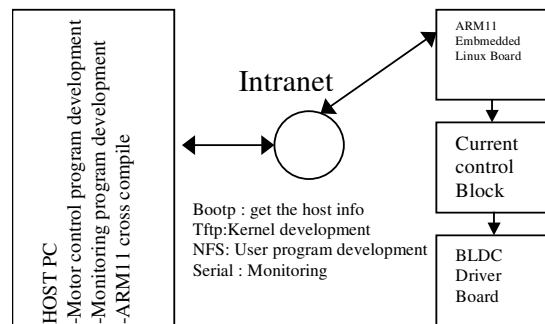 HOST PC
-Motor control program development
-Monitoring program development
-ARM11 cross compile
Intranet
Bootp : get the host info
Tftp:Kernel development
NFS: User program development
Serial : Monitoring
ARM11
Embmedded
Linux Board
Current
control
Block
BLDC
Driver
Board